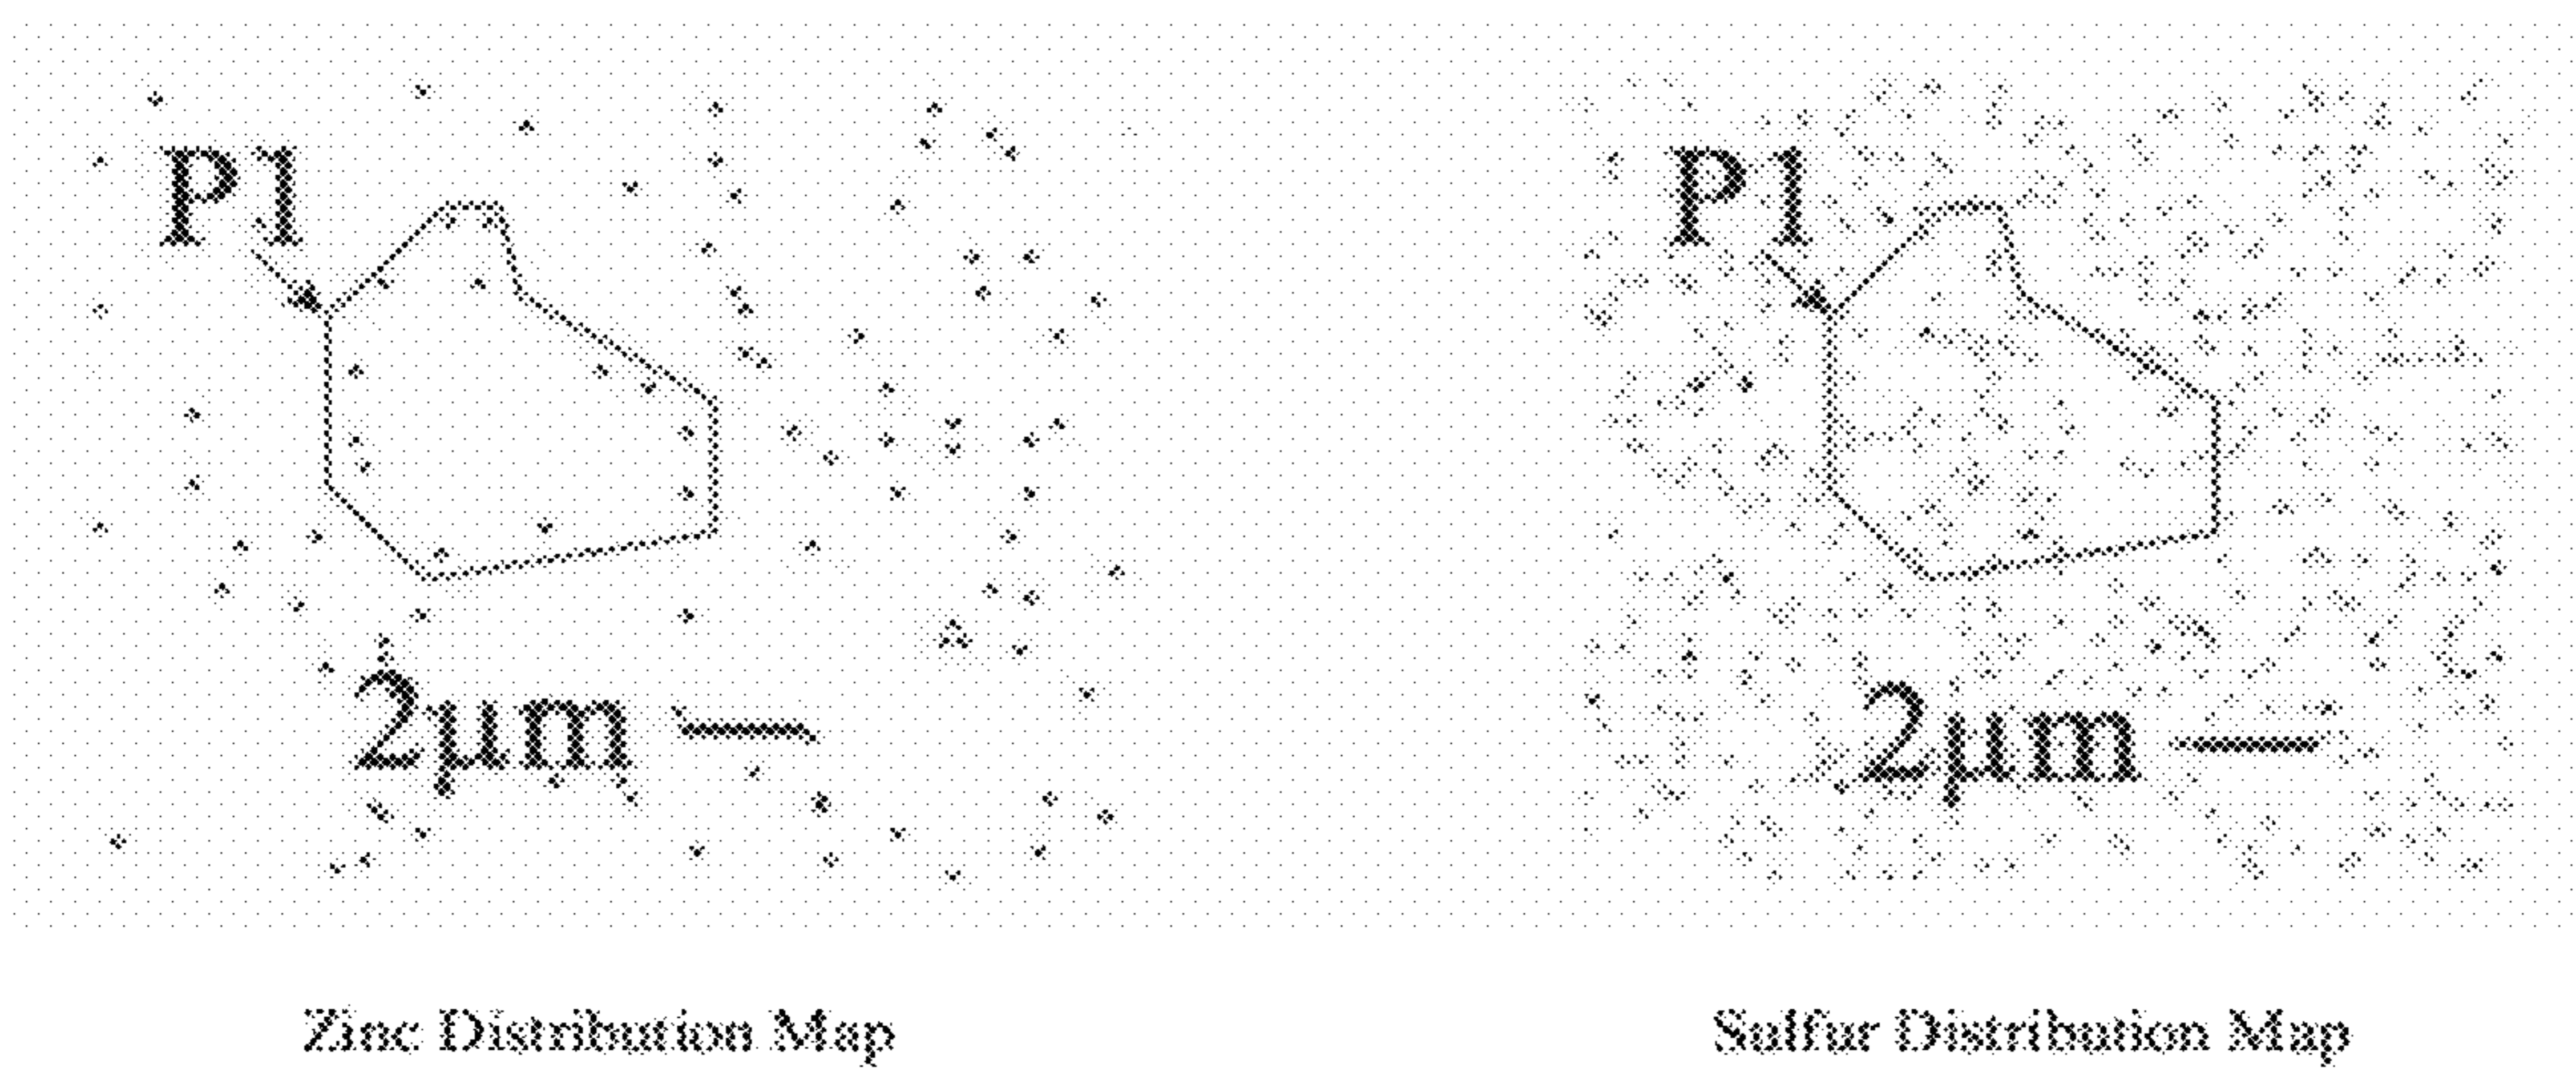 P1
2μm
Zinc Distribution Map
P1
2μm
Sulfur Distribution Map